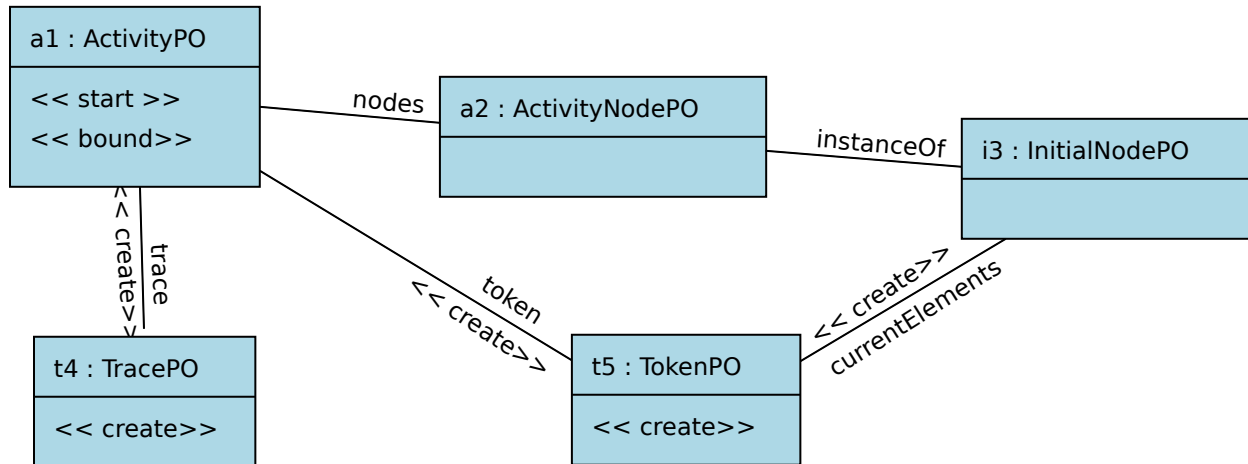 a1 : ActivityPO
<< start >>
<< bound>>
nodes
a2 : ActivityNodePO
instanceOf
i3 : InitialNodePO
<< create>>
trace
token
<< create>>
<< create>>
currentElements
t4 : TracePO
<< create>>
t5 : TokenPO
<< create>>